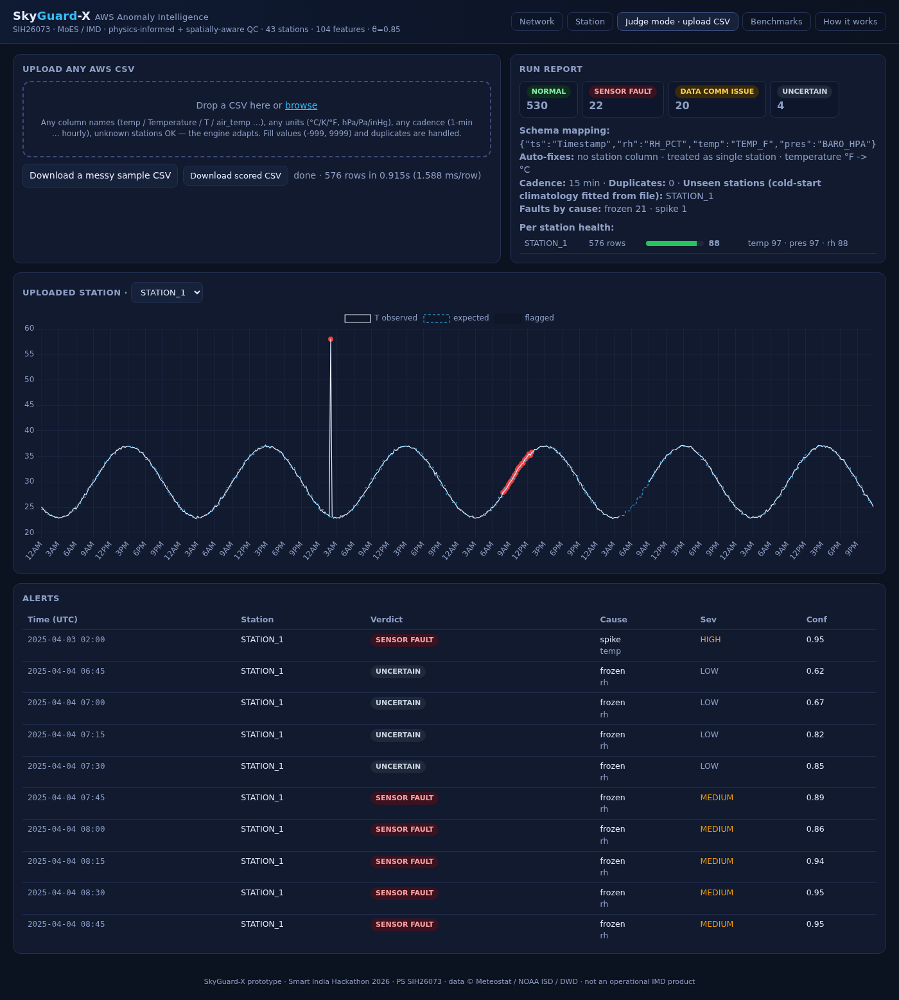 SkyGuard-X AWS Anomaly Intelligence
SIH26073 · MoES / IMD · physics-informed + spatially-aware QC · 43 stations · 104 features · θ=0.85
Network
Station
Judge mode · upload CSV
Benchmarks
How it works
UPLOAD ANY AWS CSV
Drop a CSV here or browse
Any column names (temp / Temperature / T / air_temp …), any units (°C/K/°F, hPa/Pa/inHg), any cadence (1-min
… hourly), unknown stations OK — the engine adapts. Fill values (-999, 9999) and duplicates are handled.
Download a messy sample CSV
Download scored CSV
done · 576 rows in 0.915s (1.588 ms/row)
RUN REPORT
NORMAL
530
SENSOR FAULT
22
DATA COMM ISSUE
20
UNCERTAIN
4
Schema mapping:
{"ts":"Timestamp","rh":"RH_PCT","temp":"TEMP_F","pres":"BARO_HPA"}
Auto-fixes: no station column - treated as single station · temperature °F ->
°C
Cadence: 15 min · Duplicates: 0 · Unseen stations (cold-start
climatology fitted from file): STATION_1
Faults by cause: frozen 21 · spike 1
Per station health:
STATION_1 576 rows 88 temp 97 · pres 97 · rh 88
UPLOADED STATION · STATION_1
T observed expected flagged
60
55
50
45
40
35
30
25
20
12AM 3AM 6AM 9AM 12PM 3PM 6PM 9PM 12AM 3AM 6AM 9AM 12PM 3PM 6PM 9PM 12AM 3AM 6AM 9AM 12PM 3PM 6PM 9PM 12AM 3AM 6AM 9AM 12PM 3PM 6PM 9PM 12AM 3AM 6AM 9AM 12PM 3PM 6PM 9PM 12AM 3AM 6AM 9AM 12PM 3PM 6PM 9PM
ALERTS
Time (UTC) Station Verdict Cause Sev Conf
2025-04-03 02:00 STATION_1 SENSOR FAULT spike HIGH 0.95
temp
2025-04-04 06:45 STATION_1 UNCERTAIN frozen LOW 0.62
rh
2025-04-04 07:00 STATION_1 UNCERTAIN frozen LOW 0.67
rh
2025-04-04 07:15 STATION_1 UNCERTAIN frozen LOW 0.82
rh
2025-04-04 07:30 STATION_1 UNCERTAIN frozen LOW 0.85
rh
2025-04-04 07:45 STATION_1 SENSOR FAULT frozen MEDIUM 0.89
rh
2025-04-04 08:00 STATION_1 SENSOR FAULT frozen MEDIUM 0.86
rh
2025-04-04 08:15 STATION_1 SENSOR FAULT frozen MEDIUM 0.94
rh
2025-04-04 08:30 STATION_1 SENSOR FAULT frozen MEDIUM 0.95
rh
2025-04-04 08:45 STATION_1 SENSOR FAULT frozen MEDIUM 0.95
rh
SkyGuard-X prototype · Smart India Hackathon 2026 · PS SIH26073 · data © Meteostat / NOAA ISD / DWD · not an operational IMD product